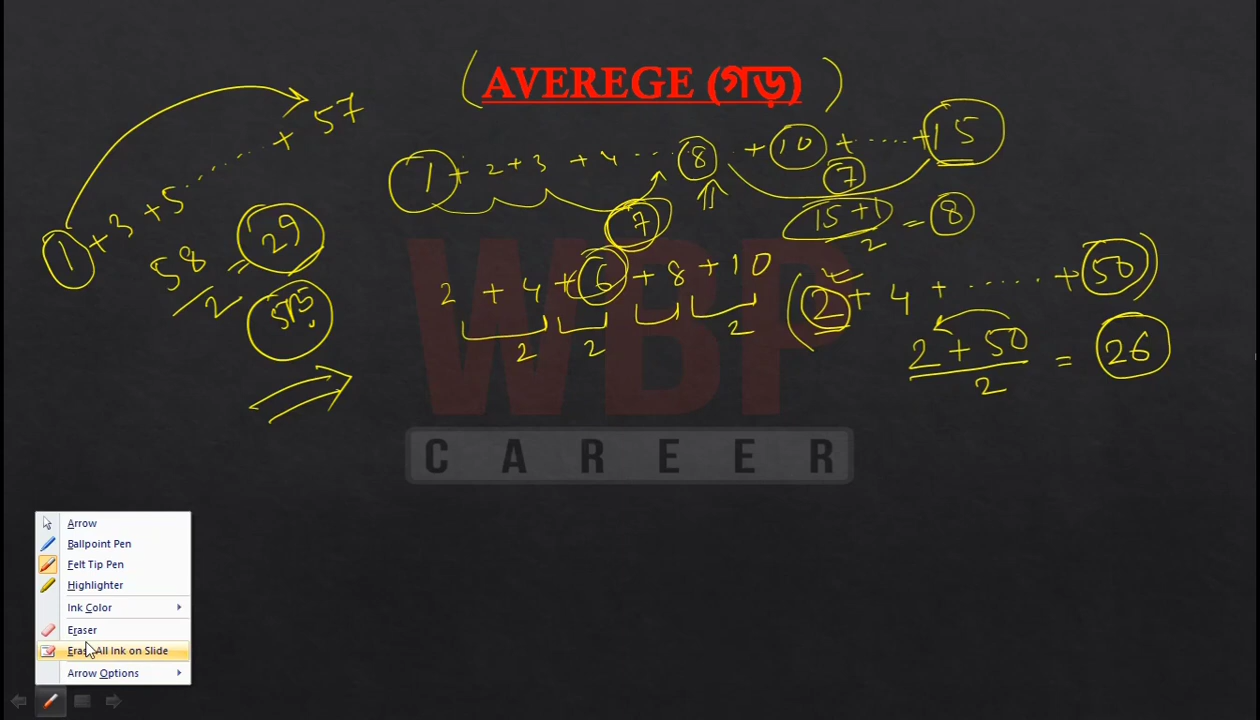 (AVEREGE (গড়))
1 + 3 + 5 ........ + 57
58/2 = 29
1 + 2 + 3 + 4 ... 8 ... + 10 + ...... + 15
7
7
15 + 1 / 2 = 8
2 + 4 + 6 + 8 + 10
2 2 2
(2 + 4 + ....... + 50)
2 + 50 / 2 = 26
WBP
CAREER
Arrow
Ballpoint Pen
Felt Tip Pen
Highlighter
Ink Color
Eraser
Erase All Ink on Slide
Arrow Options